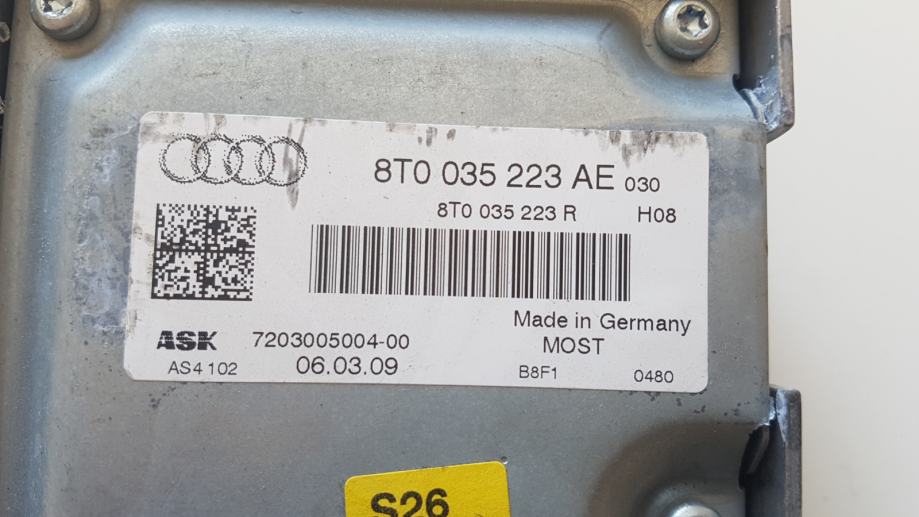 8T0 035 223 AE 030
8T0 035 223 R H08
Made in Germany
ASK 7203005004-00 MOST
AS4 102 06.03.09 B8F1 0480
S26